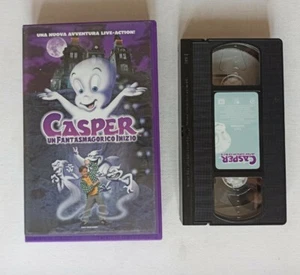 UNA NUOVA AVVENTURA LIVE-ACTION!
CASPER
UN FANTASMAGORICO INIZIO
CASPER